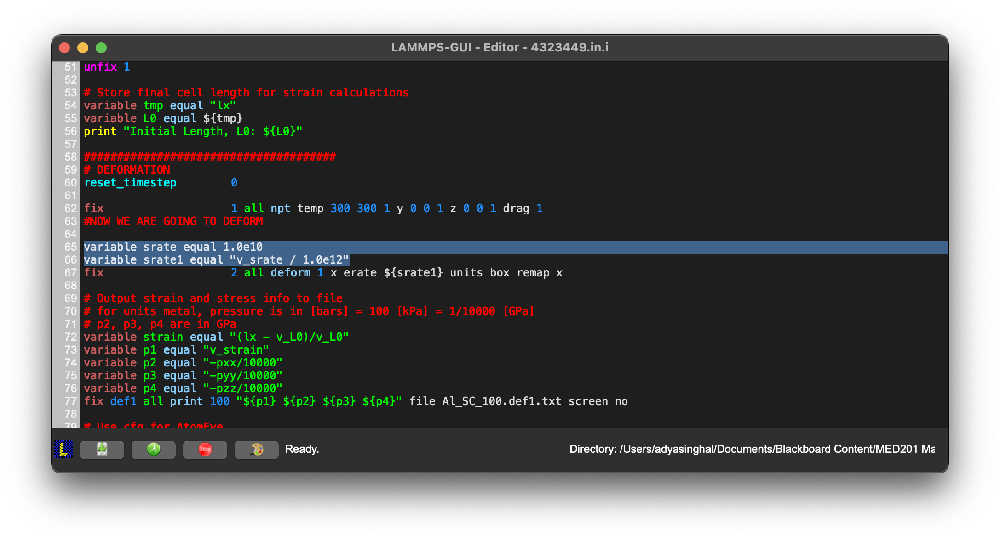 LAMMPS-GUI - Editor - 4323449.in.i
51 unfix 1
52
53 # Store final cell length for strain calculations
54 variable tmp equal "lx"
55 variable L0 equal ${tmp}
56 print "Initial Length, L0: ${L0}"
57
58 ######################################
59 # DEFORMATION
60 reset_timestep 0
61
62 fix 1 all npt temp 300 300 1 y 0 0 1 z 0 0 1 drag 1
63 #NOW WE ARE GOING TO DEFORM
64
65 variable srate equal 1.0e10
66 variable srate1 equal "v_srate / 1.0e12"
67 fix 2 all deform 1 x erate ${srate1} units box remap x
68
69 # Output strain and stress info to file
70 # for units metal, pressure is in [bars] = 100 [kPa] = 1/10000 [GPa]
71 # p2, p3, p4 are in GPa
72 variable strain equal "(lx - v_L0)/v_L0"
73 variable p1 equal "v_strain"
74 variable p2 equal "-pxx/10000"
75 variable p3 equal "-pyy/10000"
76 variable p4 equal "-pzz/10000"
77 fix def1 all print 100 "${p1} ${p2} ${p3} ${p4}" file Al_SC_100.def1.txt screen no
78
79 # Use cfg for AtomEye
L Stop Ready. Directory: /Users/adyasinghal/Documents/Blackboard Content/MED201 Ma